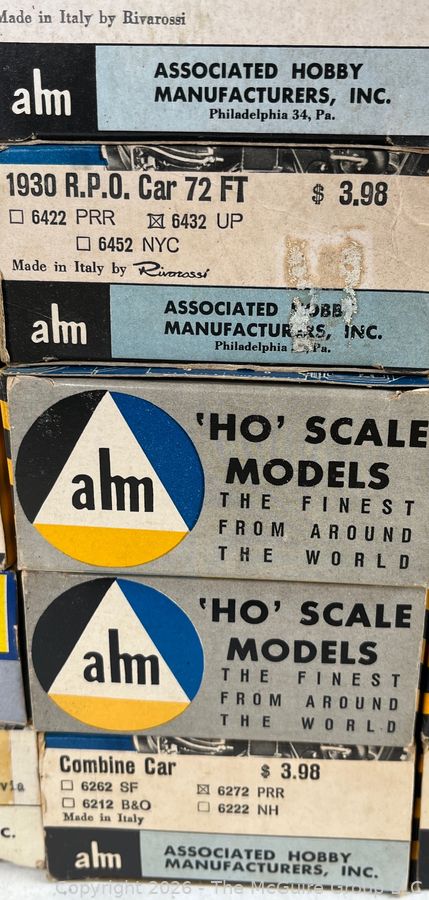 Made in Italy by Rivarossi
ahm
ASSOCIATED HOBBY
MANUFACTURERS, INC.
Philadelphia 34, Pa.
1930 R.P.O. Car 72 FT $ 3.98
☐ 6422 PRR ☒ 6432 UP
☐ 6452 NYC
Made in Italy by Rivarossi
ahm
ASSOCIATED HOBBY
MANUFACTURERS, INC.
Philadelphia Pa.
ahm
'HO' SCALE
MODELS
THE FINEST
FROM AROUND
THE WORLD
ahm
'HO' SCALE
MODELS
THE FINEST
FROM AROUND
THE WORLD
Combine Car $ 3.98
☐ 6262 SF ☒ 6272 PRR
☐ 6212 B&O ☐ 6222 NH
Made in Italy
ahm
ASSOCIATED HOBBY
MANUFACTURERS, INC.
via
C.
Copyright 2026 - The McGuire Group LLC